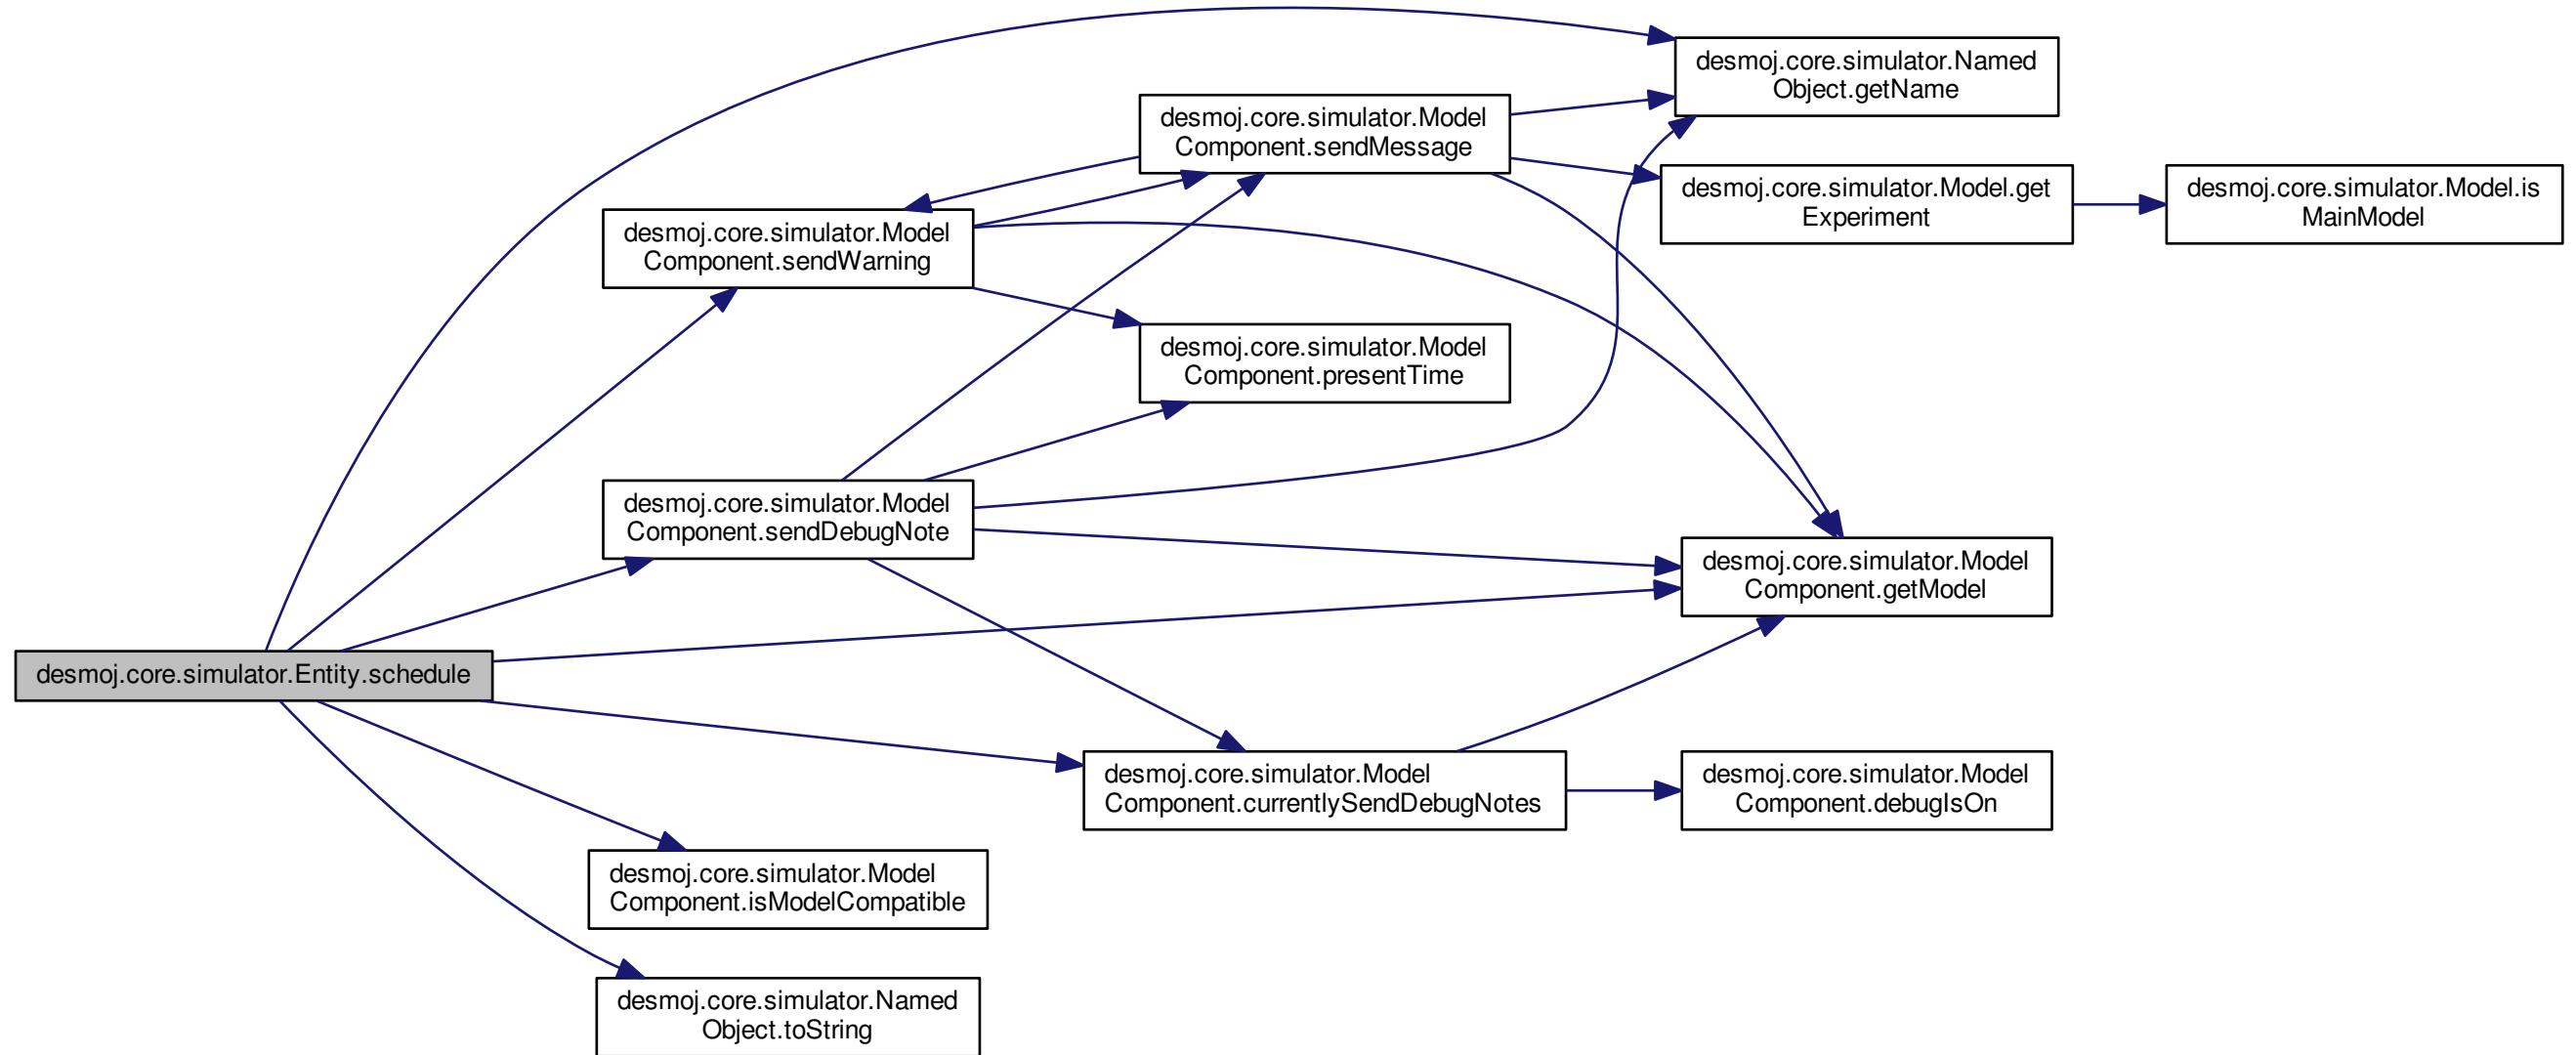 desmoj.core.simulator.Named
Object.getName
desmoj.core.simulator.Model
Component.sendMessage
desmoj.core.simulator.Model.get
Experiment
desmoj.core.simulator.Model.is
MainModel
desmoj.core.simulator.Model
Component.sendWarning
desmoj.core.simulator.Model
Component.presentTime
desmoj.core.simulator.Model
Component.sendDebugNote
desmoj.core.simulator.Model
Component.getModel
desmoj.core.simulator.Entity.schedule
desmoj.core.simulator.Model
Component.currentlySendDebugNotes
desmoj.core.simulator.Model
Component.debugIsOn
desmoj.core.simulator.Model
Component.isModelCompatible
desmoj.core.simulator.Named
Object.toString